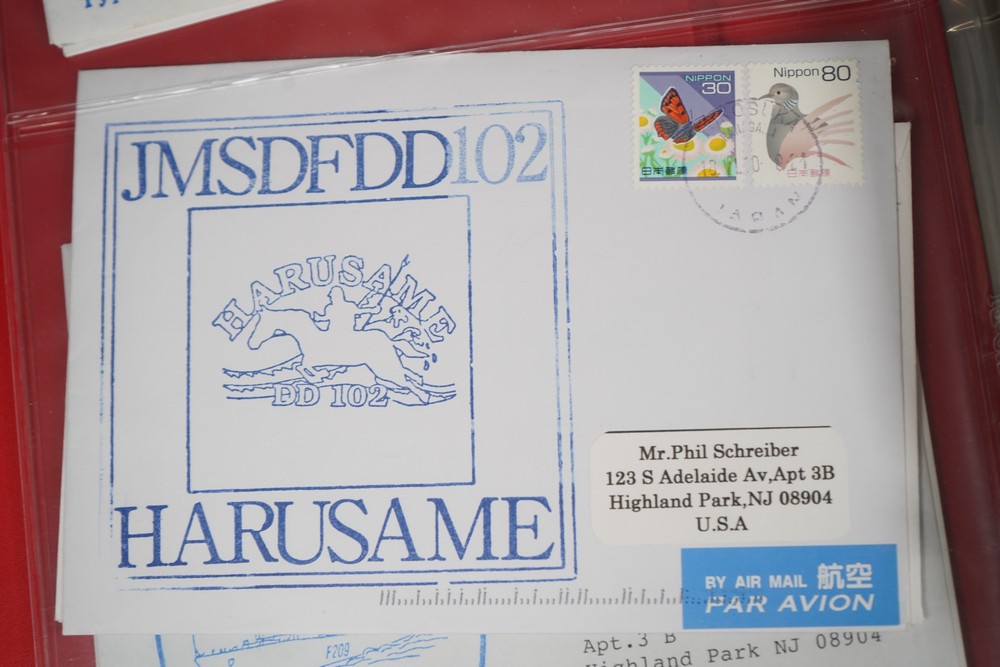 JMSDFDD102
HARUSAME
DD 102
HARUSAME
NIPPON
30
日本郵便
Nippon 80
日本郵便
JAPAN
Mr.Phil Schreiber
123 S Adelaide Av,Apt 3B
Highland Park,NJ 08904
U.S.A
BY AIR MAIL 航空
PAR AVION
F209
Apt.3 B
Highland Park NJ 08904